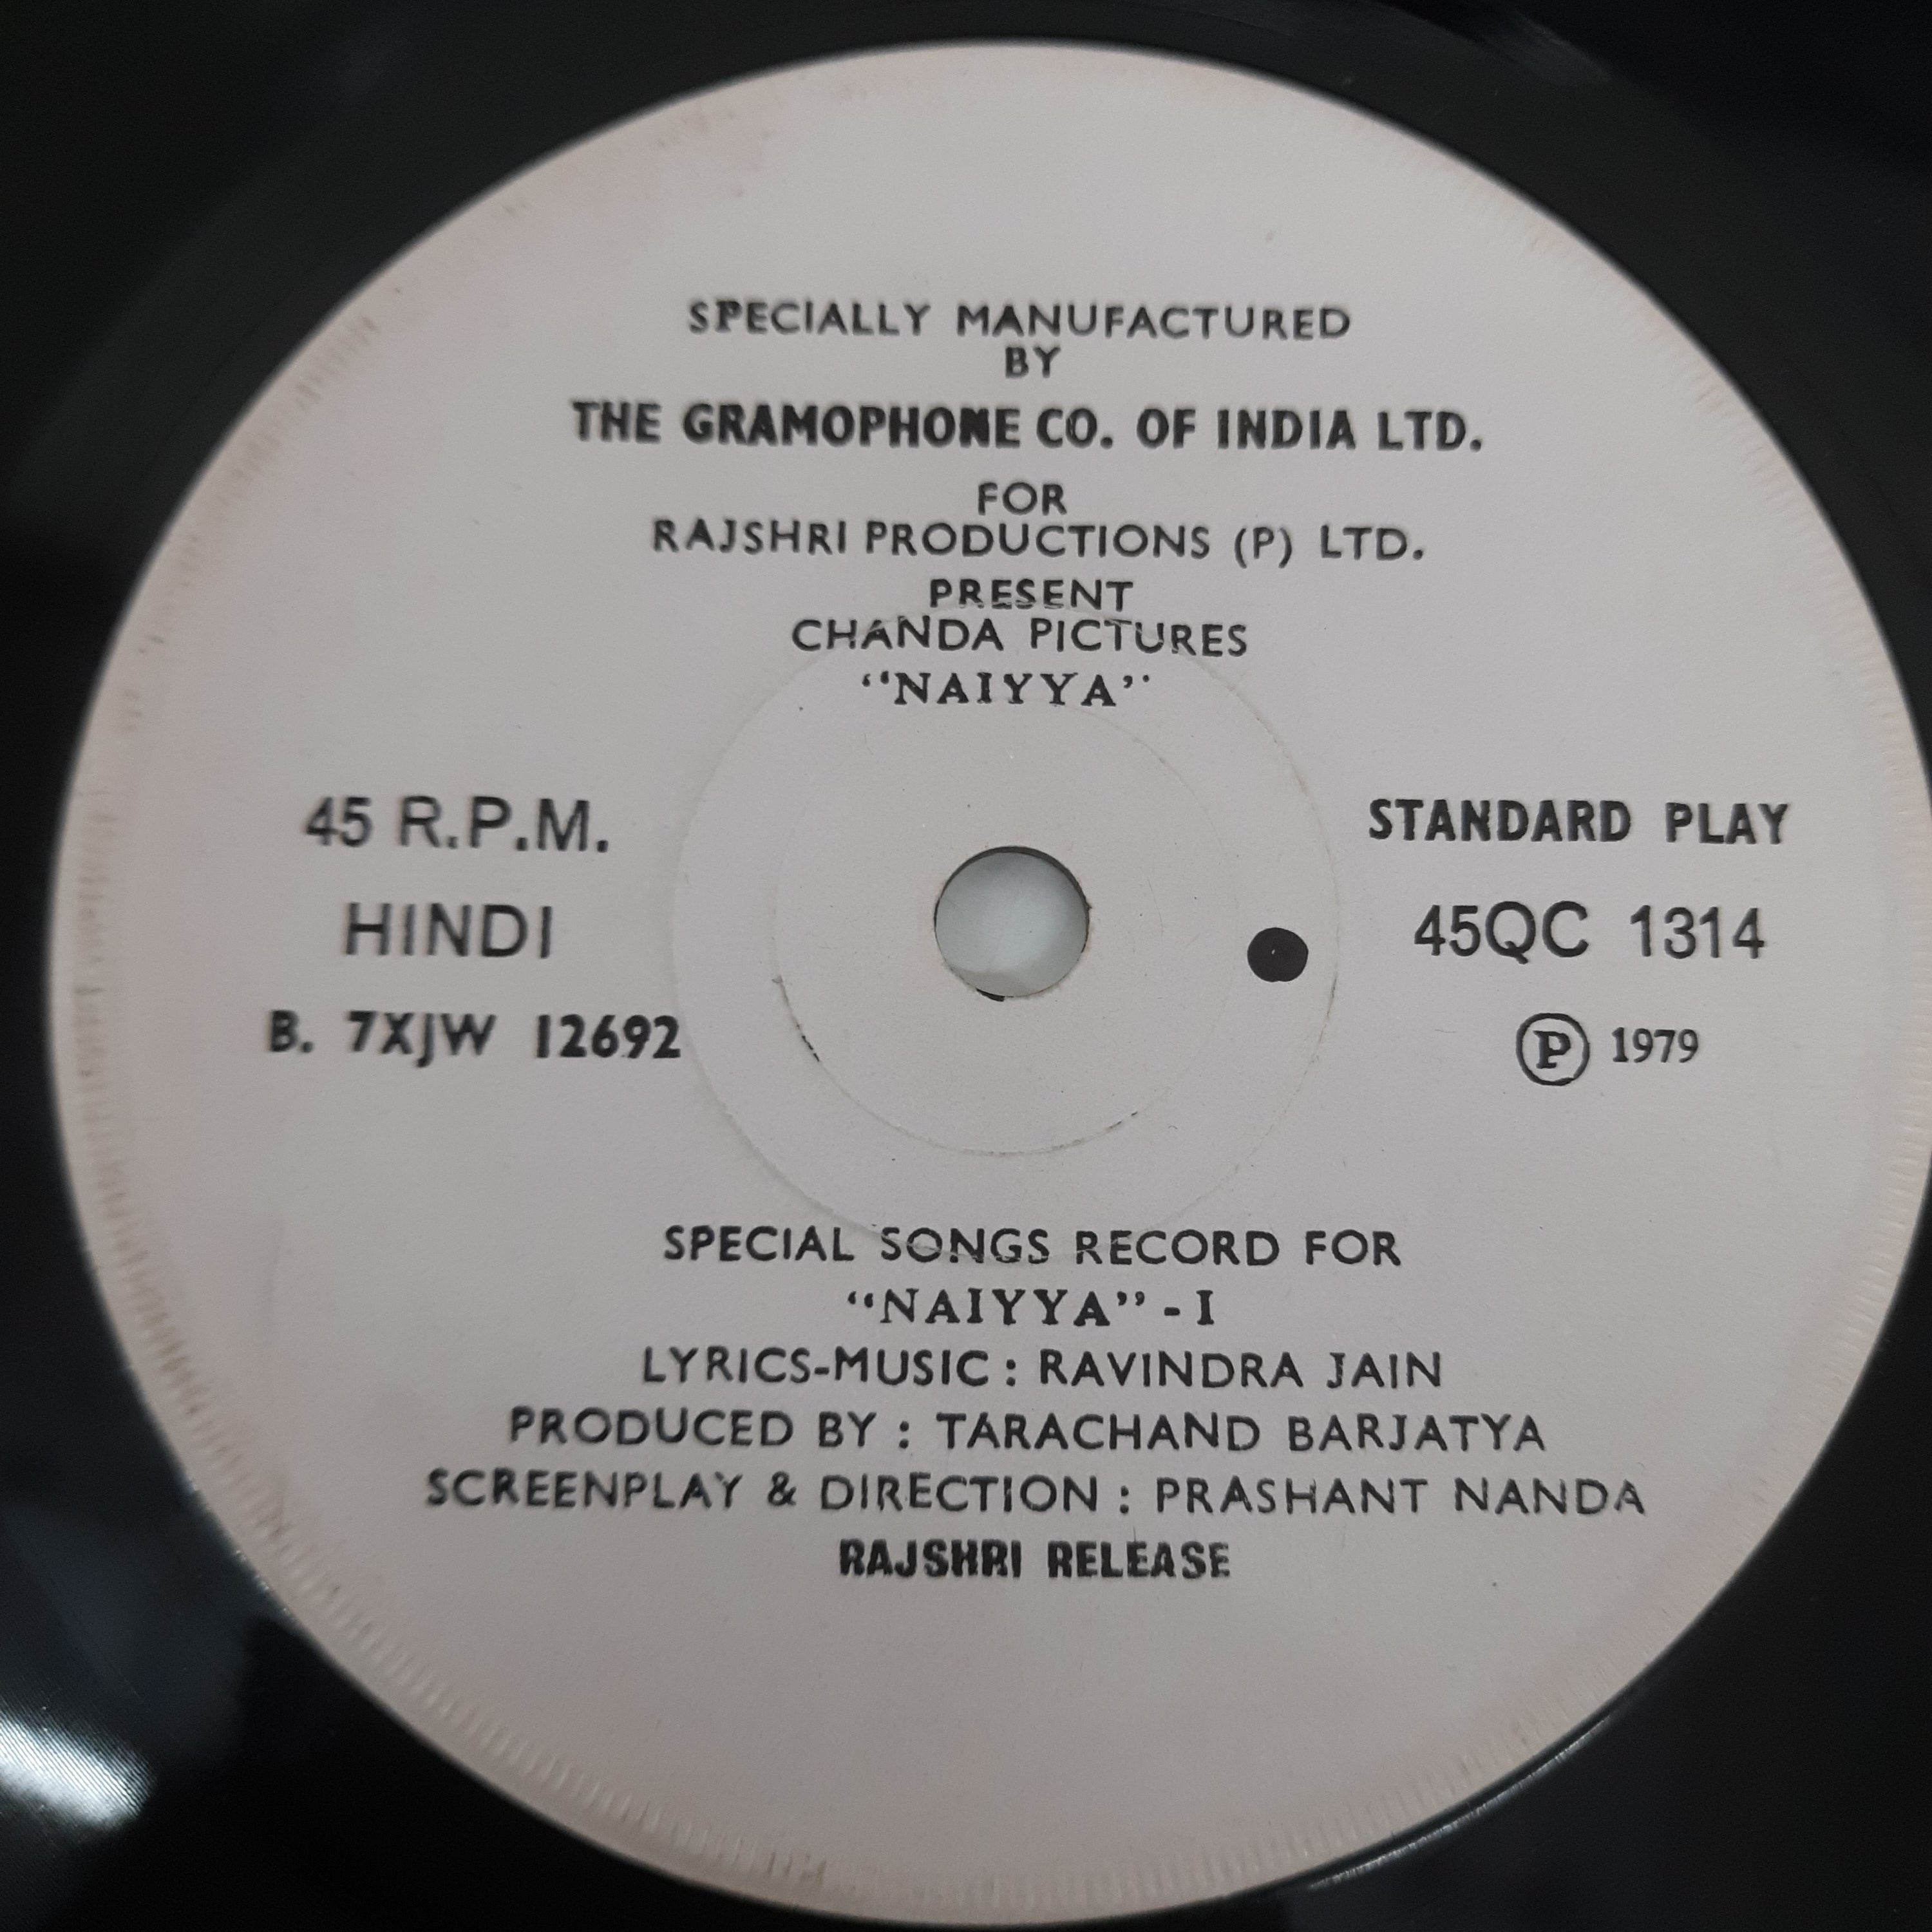 SPECIALLY MANUFACTURED
BY
THE GRAMOPHONE CO. OF INDIA LTD.
FOR
RAJSHRI PRODUCTIONS (P) LTD.
PRESENT
CHANDA PICTURES
"NAIYYA"
45 R.P.M.
HINDI
B. 7XJW 12692
STANDARD PLAY
45QC 1314
Ⓟ 1979
SPECIAL SONGS RECORD FOR
"NAIYYA" - I
LYRICS-MUSIC : RAVINDRA JAIN
PRODUCED BY : TARACHAND BARJATYA
SCREENPLAY & DIRECTION : PRASHANT NANDA
RAJSHRI RELEASE